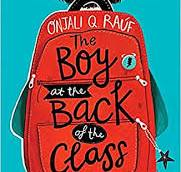 ONJALI Q. RAÚF
The
Boy
at the
BACK
of the
CLASS